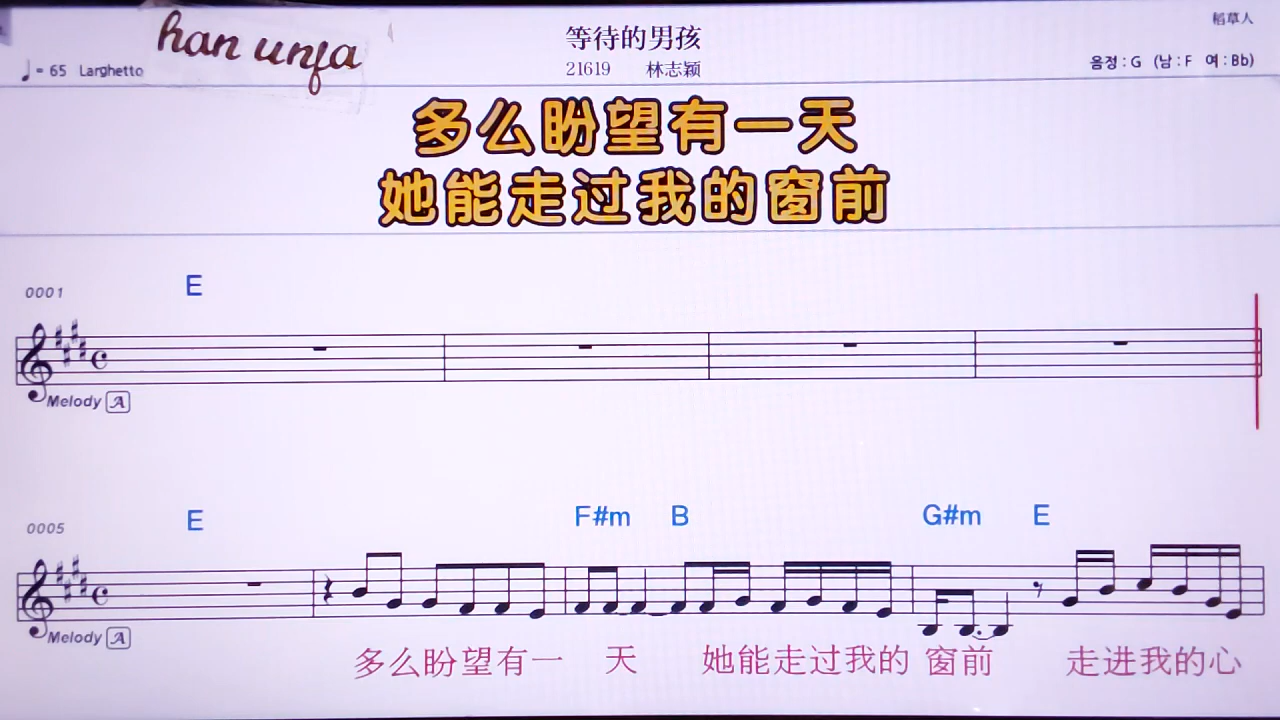 han unfa
等待的男孩
稻草人
♩= 65 Larghetto
21619 林志颖
음정 : G (남 : F 여 : Bb)
多么盼望有一天
她能走过我的窗前
0001
E
Melody A
0005
E F#m B G#m E
Melody A
多么盼望有一 天 她能走过我的 窗前 走进我的心